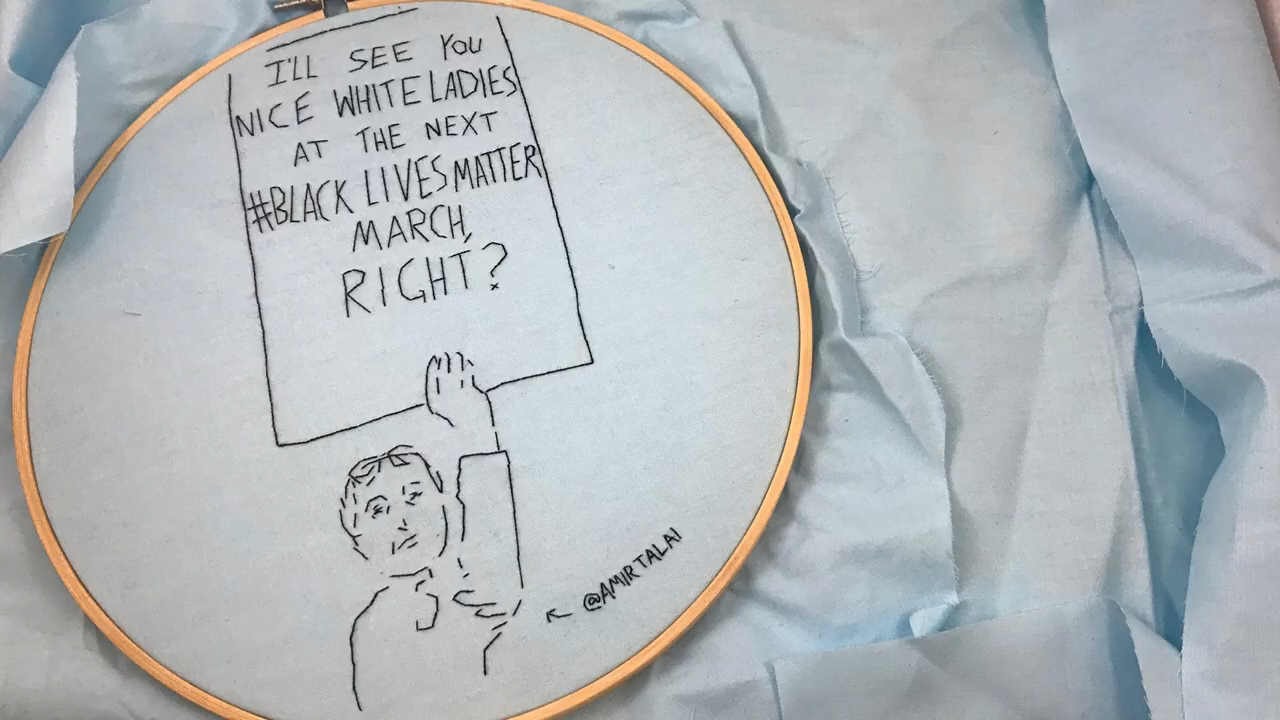 I'LL SEE YOU
NICE WHITE LADIES
AT THE NEXT
#BLACK LIVES MATTER
MARCH,
RIGHT?
@AMIRTALAI